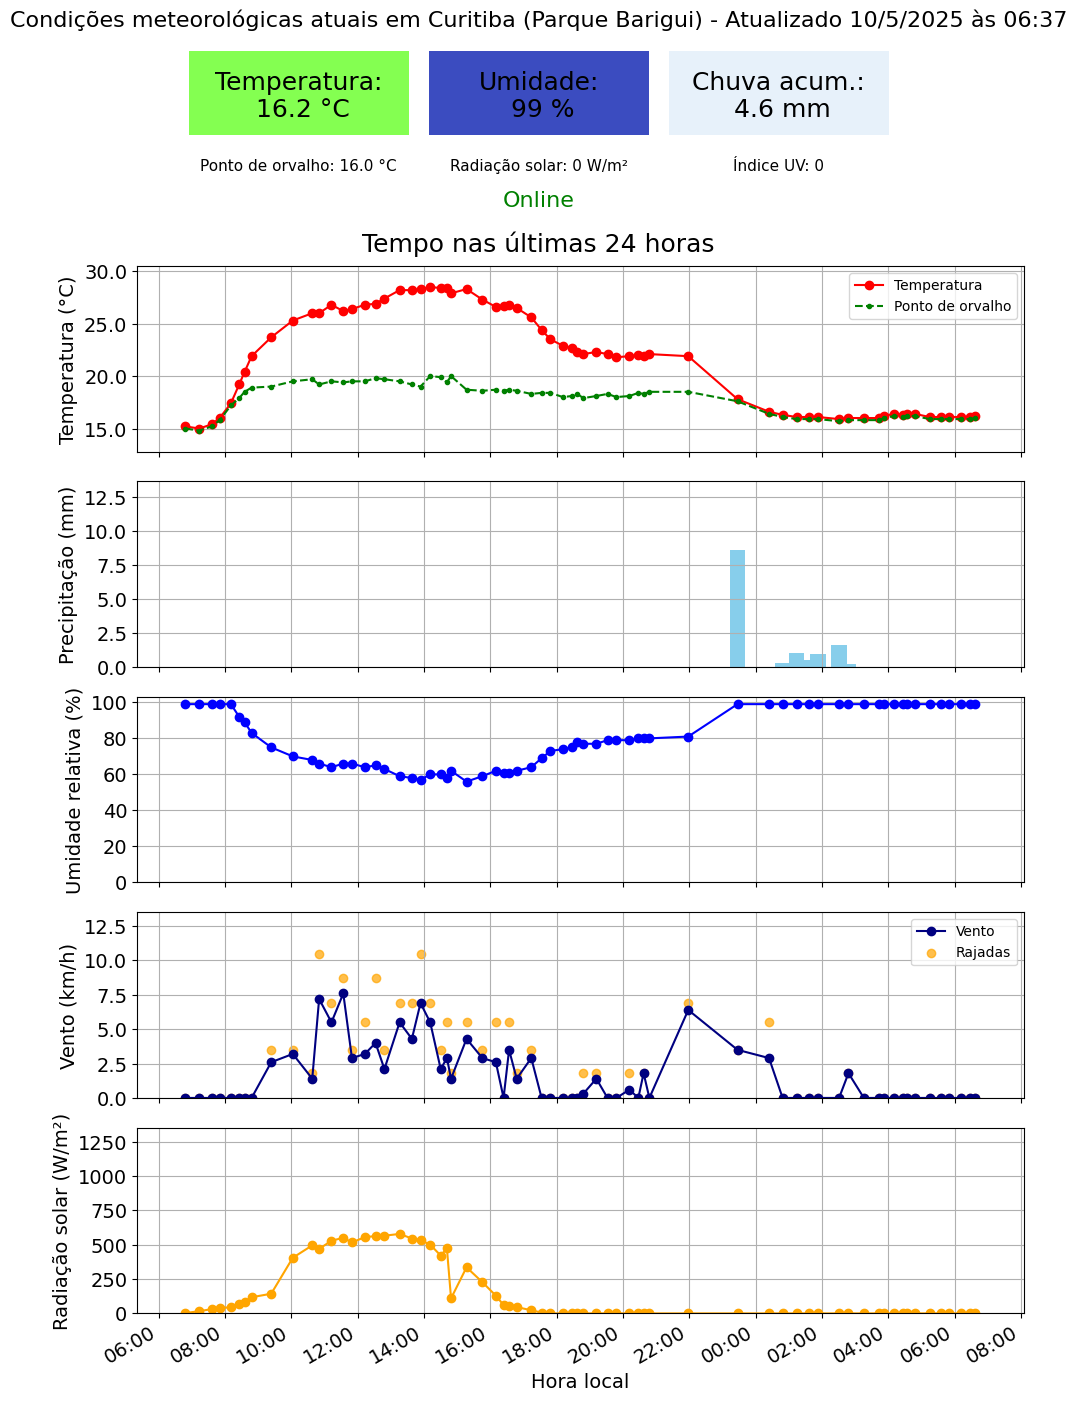 Condições meteorológicas atuais em Curitiba (Parque Barigui) - Atualizado 10/5/2025 às 06:37
Temperatura:
16.2 °C
Umidade:
99 %
Chuva acum.:
4.6 mm
Ponto de orvalho: 16.0 °C
Radiação solar: 0 W/m²
Índice UV: 0
Online
Tempo nas últimas 24 horas
Temperatura (°C)
30.0
25.0
20.0
15.0
Temperatura
Ponto de orvalho
Precipitação (mm)
12.5
10.0
7.5
5.0
2.5
0.0
Umidade relativa (%)
100
80
60
40
20
0
Vento (km/h)
12.5
10.0
7.5
5.0
2.5
0.0
Vento
Rajadas
Radiação solar (W/m²)
1250
1000
750
500
250
0
06:00 08:00 10:00 12:00 14:00 16:00 18:00 20:00 22:00 00:00 02:00 04:00 06:00 08:00
Hora local